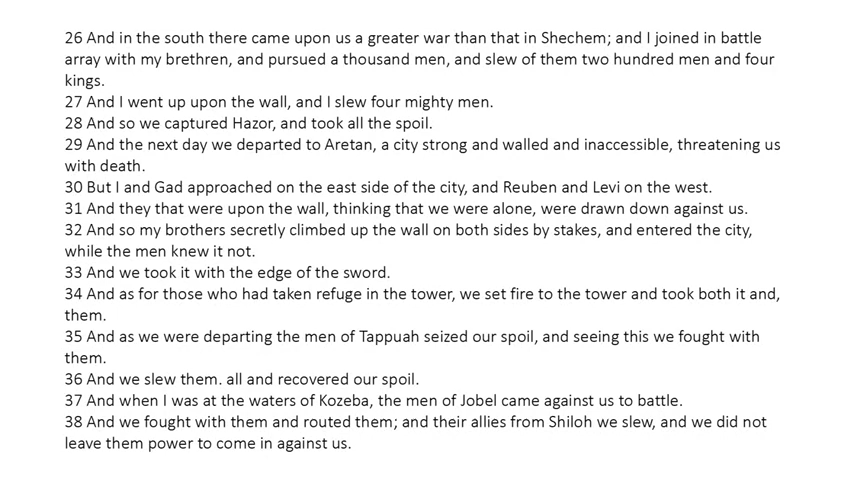 26 And in the south there came upon us a greater war than that in Shechem; and I joined in battle
array with my brethren, and pursued a thousand men, and slew of them two hundred men and four
kings.
27 And I went up upon the wall, and I slew four mighty men.
28 And so we captured Hazor, and took all the spoil.
29 And the next day we departed to Aretan, a city strong and walled and inaccessible, threatening us
with death.
30 But I and Gad approached on the east side of the city, and Reuben and Levi on the west.
31 And they that were upon the wall, thinking that we were alone, were drawn down against us.
32 And so my brothers secretly climbed up the wall on both sides by stakes, and entered the city,
while the men knew it not.
33 And we took it with the edge of the sword.
34 And as for those who had taken refuge in the tower, we set fire to the tower and took both it and,
them.
35 And as we were departing the men of Tappuah seized our spoil, and seeing this we fought with
them.
36 And we slew them. all and recovered our spoil.
37 And when I was at the waters of Kozeba, the men of Jobel came against us to battle.
38 And we fought with them and routed them; and their allies from Shiloh we slew, and we did not
leave them power to come in against us.